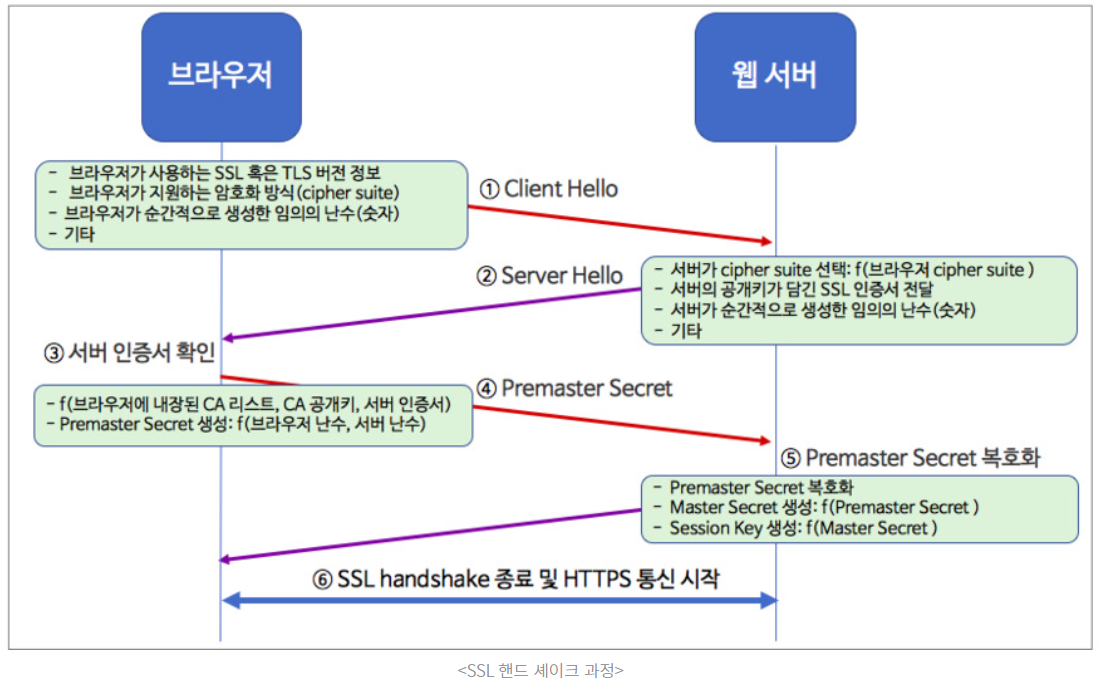 브라우저
웹 서버
- 브라우저가 사용하는 SSL 혹은 TLS 버전 정보
- 브라우저가 지원하는 암호화 방식(cipher suite)
- 브라우저가 순간적으로 생성한 임의의 난수(숫자)
- 기타
① Client Hello
② Server Hello
- 서버가 cipher suite 선택: f(브라우저 cipher suite )
- 서버의 공개키가 담긴 SSL 인증서 전달
- 서버가 순간적으로 생성한 임의의 난수(숫자)
- 기타
③ 서버 인증서 확인
- f(브라우저에 내장된 CA 리스트, CA 공개키, 서버 인증서)
- Premaster Secret 생성: f(브라우저 난수, 서버 난수)
④ Premaster Secret
⑤ Premaster Secret 복호화
- Premaster Secret 복호화
- Master Secret 생성: f(Premaster Secret )
- Session Key 생성: f(Master Secret )
⑥ SSL handshake 종료 및 HTTPS 통신 시작
<SSL 핸드 셰이크 과정>